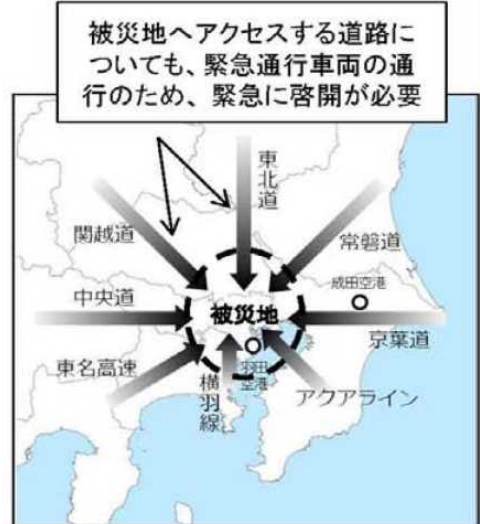 被災地へアクセスする道路に
ついても、緊急通行車両の通
行のため、緊急に啓開が必要
東北道
関越道
常磐道
成田空港
中央道
被災地
京葉道
東名高速
羽田
空港
横羽線
アクアライン